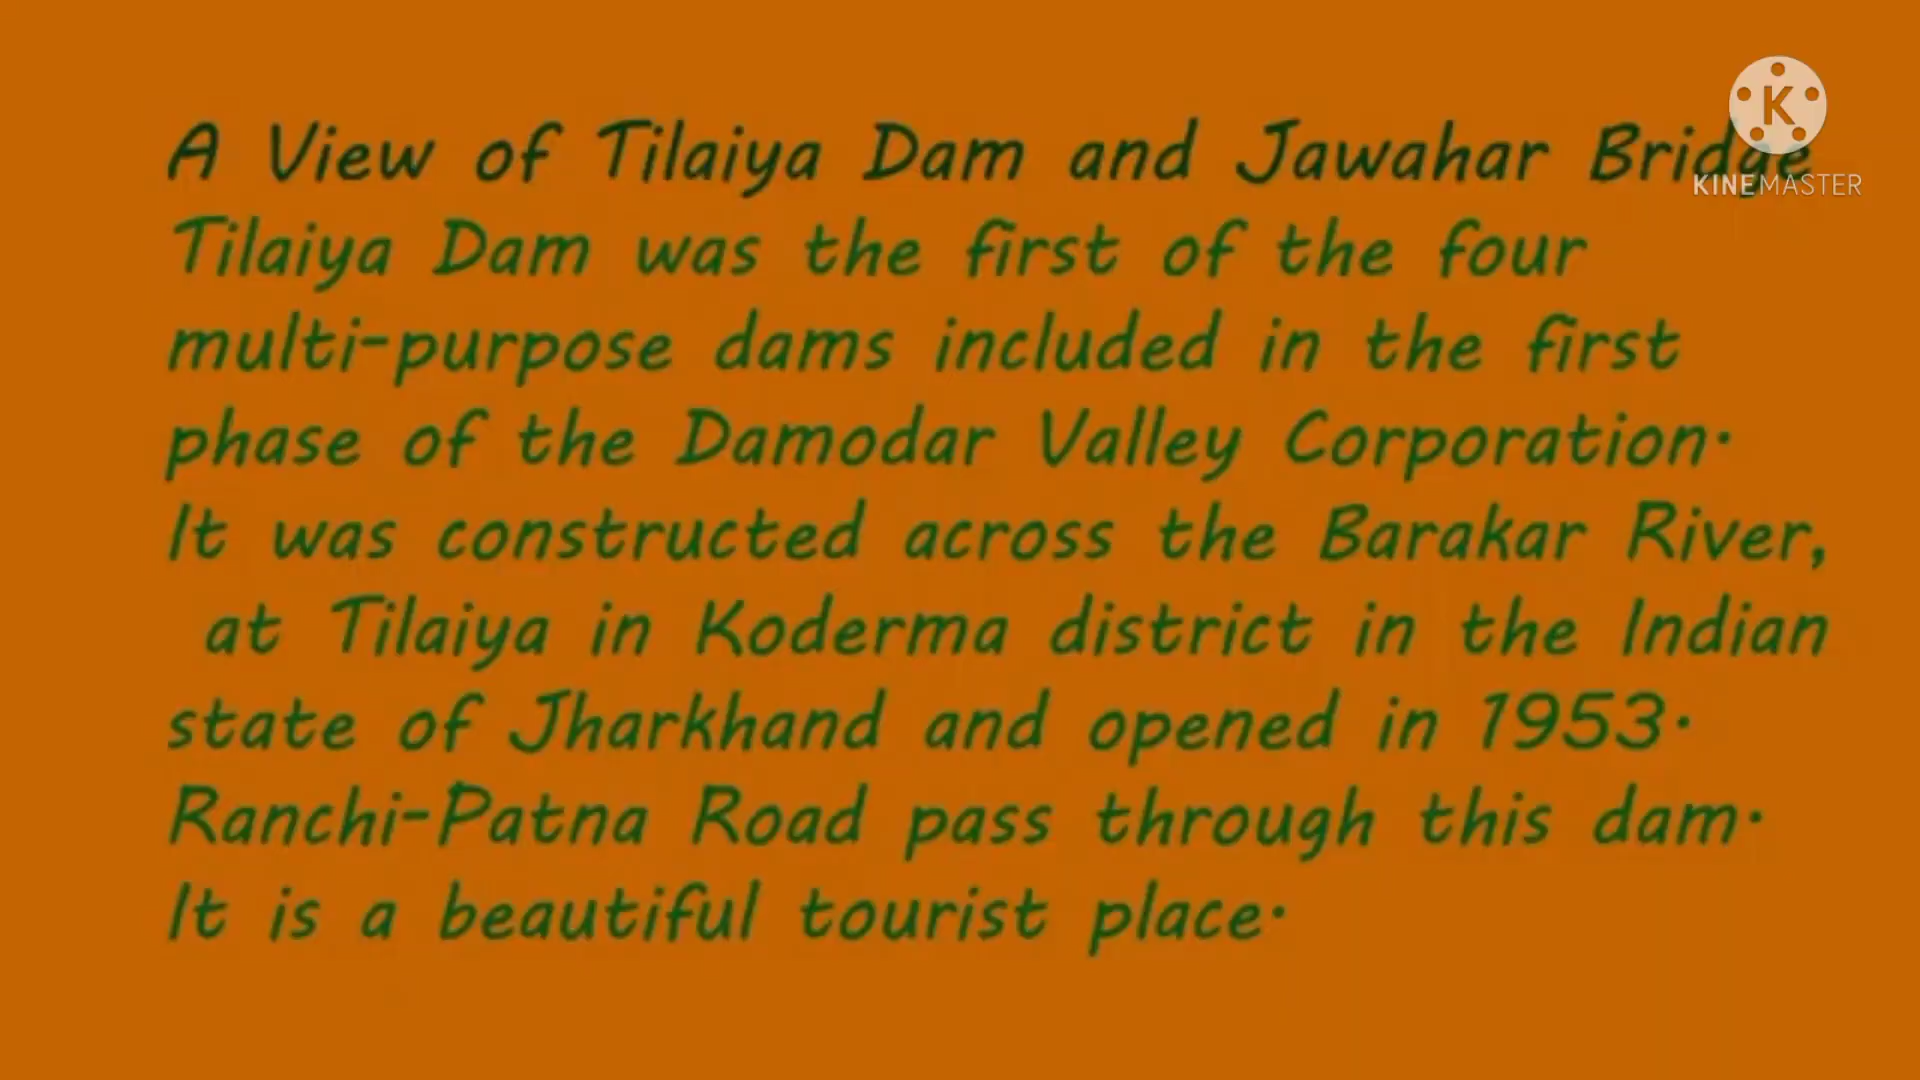 A View of Tilaiya Dam and Jawahar Bridge
Tilaiya Dam was the first of the four
multi-purpose dams included in the first
phase of the Damodar Valley Corporation.
It was constructed across the Barakar River,
at Tilaiya in Koderma district in the Indian
state of Jharkhand and opened in 1953.
Ranchi-Patna Road pass through this dam.
It is a beautiful tourist place.
K
KINEMASTER